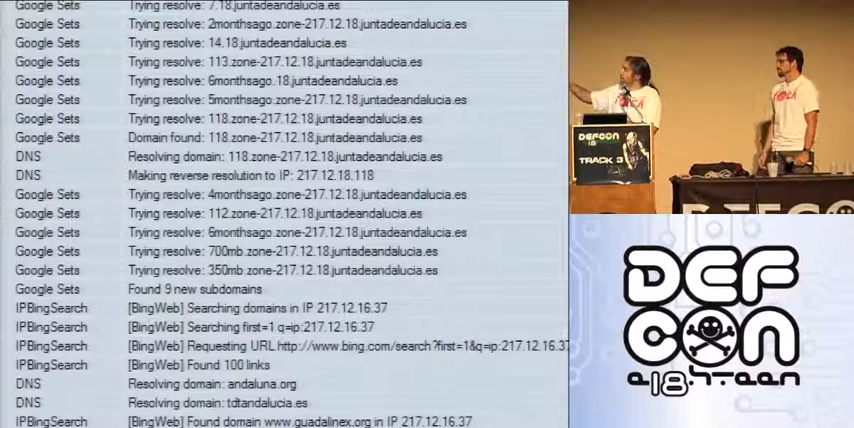 Google Sets Trying resolve: 7.18.juntadeandalucia.es
Google Sets Trying resolve: 2monthsago.zone-217.12.18.juntadeandalucia.es
Google Sets Trying resolve: 14.18.juntadeandalucia.es
Google Sets Trying resolve: 113.zone-217.12.18.juntadeandalucia.es
Google Sets Trying resolve: 6monthsago.18.juntadeandalucia.es
Google Sets Trying resolve: 5monthsago.zone-217.12.18.juntadeandalucia.es
Google Sets Trying resolve: 118.zone-217.12.18.juntadeandalucia.es
Google Sets Domain found: 118.zone-217.12.18.juntadeandalucia.es
DNS Resolving domain: 118.zone-217.12.18.juntadeandalucia.es
DNS Making reverse resolution to IP: 217.12.18.118
Google Sets Trying resolve: 4monthsago.zone-217.12.18.juntadeandalucia.es
Google Sets Trying resolve: 112.zone-217.12.18.juntadeandalucia.es
Google Sets Trying resolve: 6monthsago.zone-217.12.18.juntadeandalucia.es
Google Sets Trying resolve: 700mb.zone-217.12.18.juntadeandalucia.es
Google Sets Trying resolve: 350mb.zone-217.12.18.juntadeandalucia.es
Google Sets Found 9 new subdomains
IPBingSearch [BingWeb] Searching domains in IP 217.12.16.37
IPBingSearch [BingWeb] Searching first=1 q=ip:217.12.16.37
IPBingSearch [BingWeb] Requesting URL http://www.bing.com/search?first=1&q=ip:217.12.16.37
IPBingSearch [BingWeb] Found 100 links
DNS Resolving domain: andaluna.org
DNS Resolving domain: tdtandalucia.es
IPBingSearch [BingWeb] Found domain www.guadalinex.org in IP 217.12.16.37
FOCA
DEFCON
18
TRACK 3
DEFCO
DEF
CON
e18h-teen